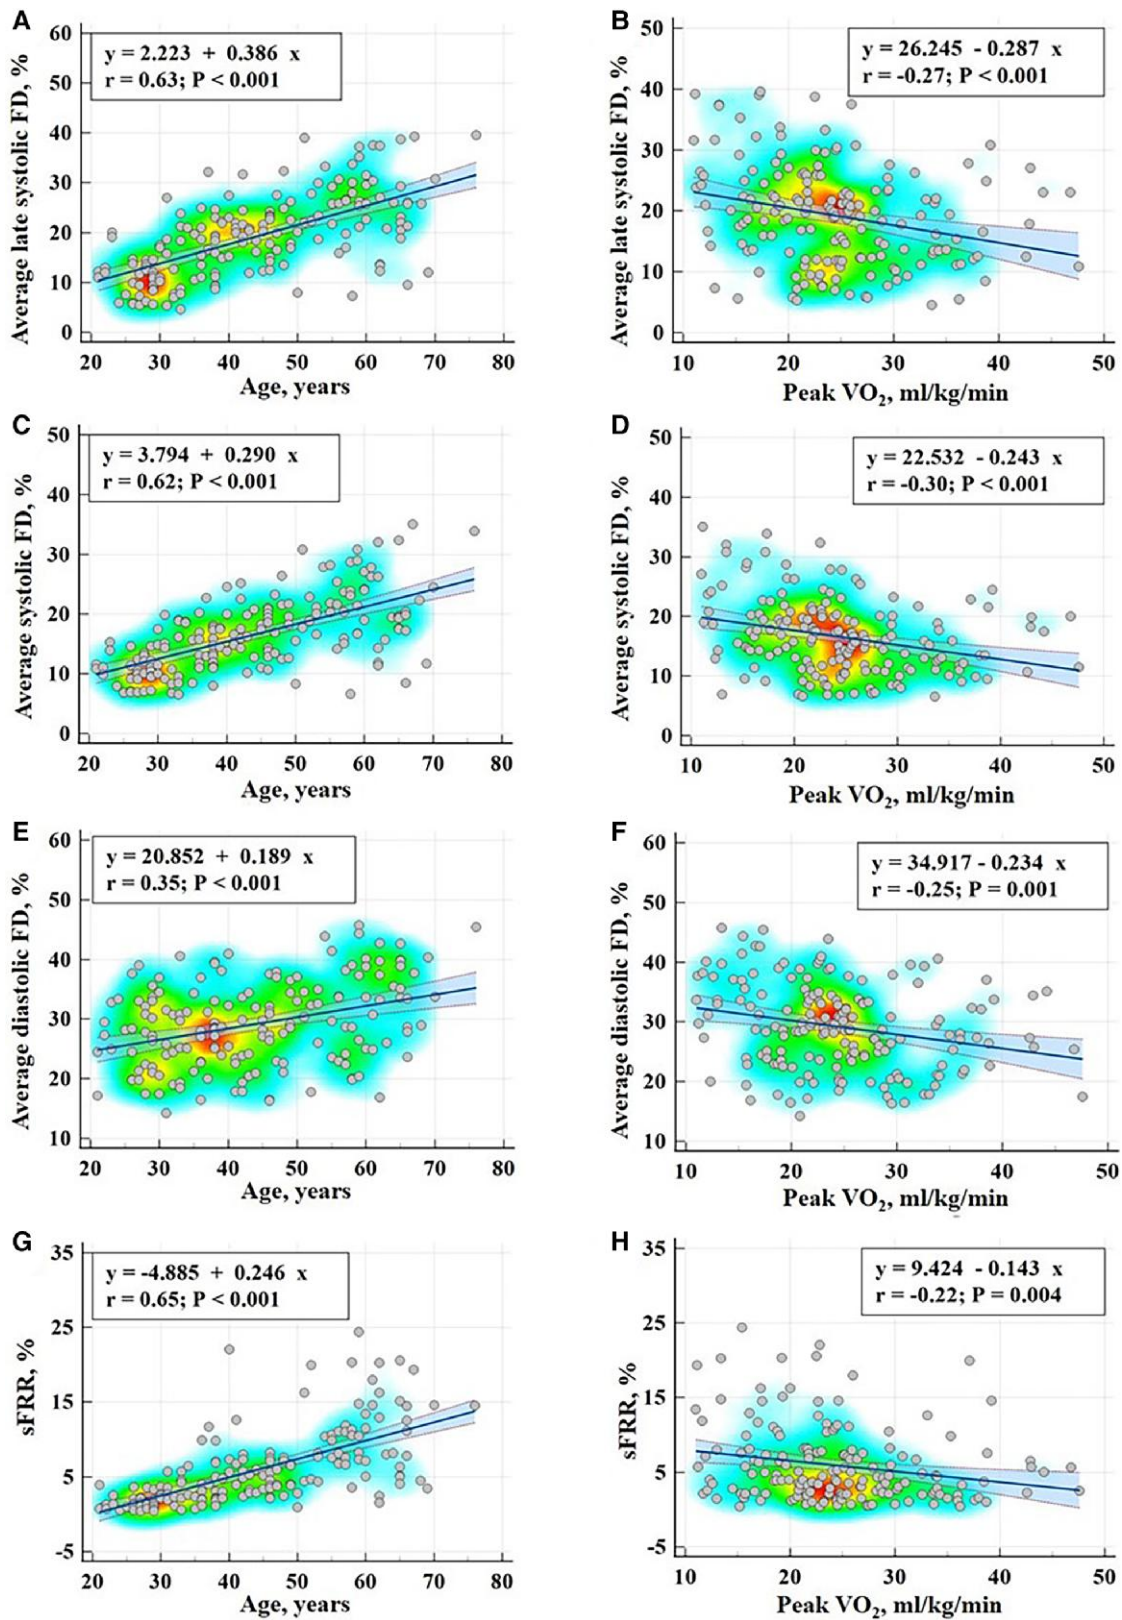 A
60
50
40
30
20
10
0
Average late systolic FD, %
y = 2.223 + 0.386 x
r = 0.63; P < 0.001
20 30 40 50 60 70 80
Age, years
B
50
40
30
20
10
0
Average late systolic FD, %
y = 26.245 - 0.287 x
r = -0.27; P < 0.001
10 20 30 40 50
Peak VO₂, ml/kg/min
C
50
40
30
20
10
0
Average systolic FD, %
y = 3.794 + 0.290 x
r = 0.62; P < 0.001
20 30 40 50 60 70 80
Age, years
D
50
40
30
20
10
0
Average systolic FD, %
y = 22.532 - 0.243 x
r = -0.30; P < 0.001
10 20 30 40 50
Peak VO₂, ml/kg/min
E
60
50
40
30
20
10
Average diastolic FD, %
y = 20.852 + 0.189 x
r = 0.35; P < 0.001
20 30 40 50 60 70 80
Age, years
F
60
50
40
30
20
10
Average diastolic FD, %
y = 34.917 - 0.234 x
r = -0.25; P = 0.001
10 20 30 40 50
Peak VO₂, ml/kg/min
G
35
25
15
5
-5
sFRR, %
y = -4.885 + 0.246 x
r = 0.65; P < 0.001
20 30 40 50 60 70 80
Age, years
H
35
25
15
5
-5
sFRR, %
y = 9.424 - 0.143 x
r = -0.22; P = 0.004
10 20 30 40 50
Peak VO₂, ml/kg/min